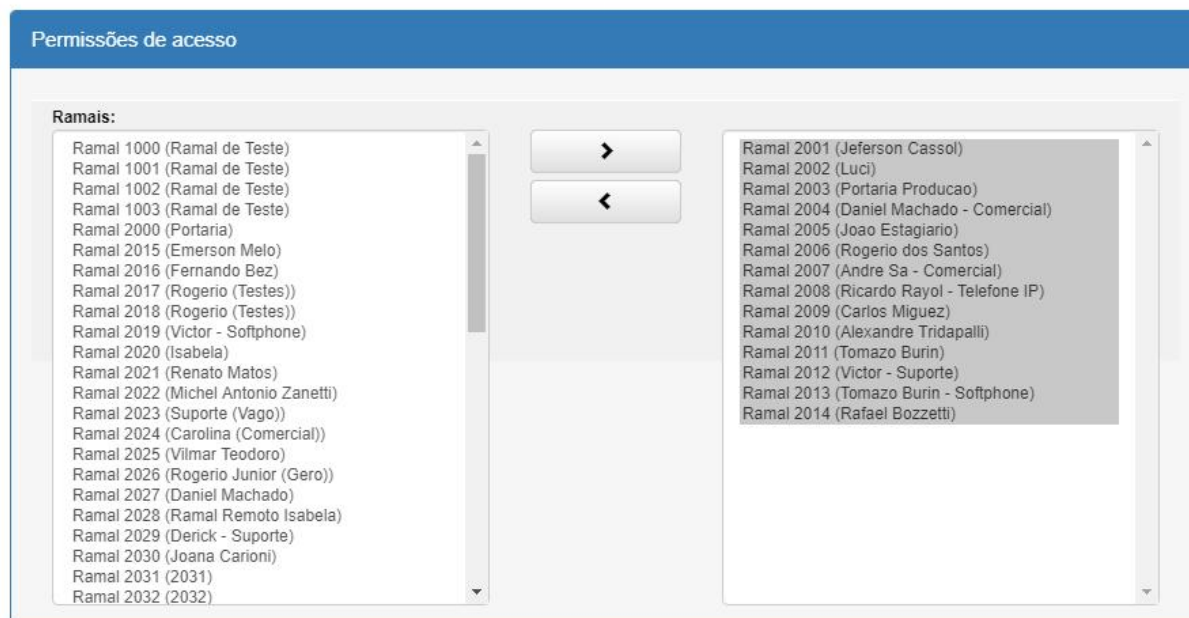 Permissões de acesso
Ramais:
Ramal 1000 (Ramal de Teste)
Ramal 1001 (Ramal de Teste)
Ramal 1002 (Ramal de Teste)
Ramal 1003 (Ramal de Teste)
Ramal 2000 (Portaria)
Ramal 2015 (Emerson Melo)
Ramal 2016 (Fernando Bez)
Ramal 2017 (Rogerio (Testes))
Ramal 2018 (Rogerio (Testes))
Ramal 2019 (Victor - Softphone)
Ramal 2020 (Isabela)
Ramal 2021 (Renato Matos)
Ramal 2022 (Michel Antonio Zanetti)
Ramal 2023 (Suporte (Vago))
Ramal 2024 (Carolina (Comercial))
Ramal 2025 (Vilmar Teodoro)
Ramal 2026 (Rogerio Junior (Gero))
Ramal 2027 (Daniel Machado)
Ramal 2028 (Ramal Remoto Isabela)
Ramal 2029 (Derick - Suporte)
Ramal 2030 (Joana Carioni)
Ramal 2031 (2031)
Ramal 2032 (2032)
Ramal 2001 (Jeferson Cassol)
Ramal 2002 (Luci)
Ramal 2003 (Portaria Producao)
Ramal 2004 (Daniel Machado - Comercial)
Ramal 2005 (Joao Estagiario)
Ramal 2006 (Rogerio dos Santos)
Ramal 2007 (Andre Sa - Comercial)
Ramal 2008 (Ricardo Rayol - Telefone IP)
Ramal 2009 (Carlos Miguez)
Ramal 2010 (Alexandre Tridapalli)
Ramal 2011 (Tomazo Burin)
Ramal 2012 (Victor - Suporte)
Ramal 2013 (Tomazo Burin - Softphone)
Ramal 2014 (Rafael Bozzetti)